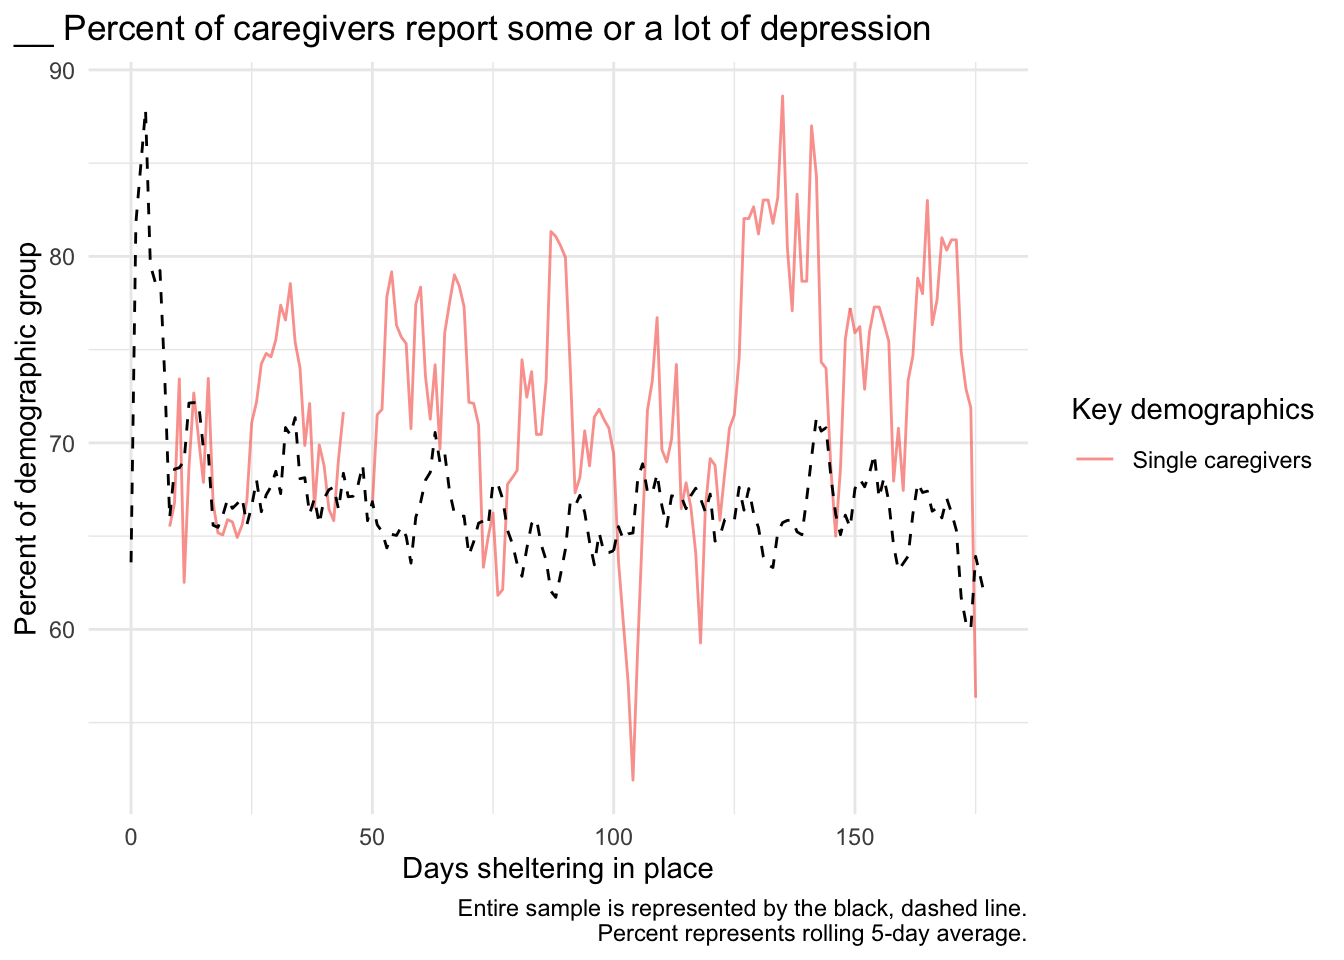 __ Percent of caregivers report some or a lot of depression
90
80
70
60
Percent of demographic group
0
50
100
150
Days sheltering in place
Key demographics
Single caregivers
Entire sample is represented by the black, dashed line.
Percent represents rolling 5-day average.